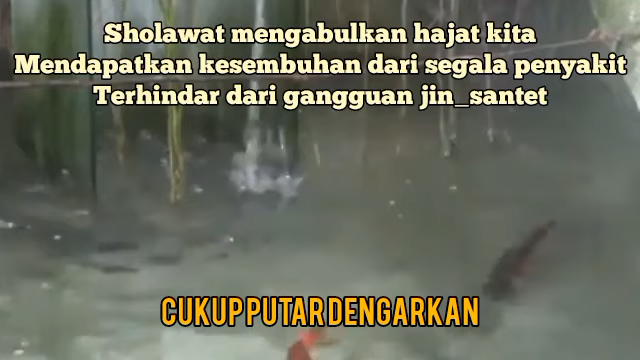 Sholawat mengabulkan hajat kita
Mendapatkan kesembuhan dari segala penyakit
Terhindar dari gangguan jin_santet
CUKUP PUTAR DENGARKAN